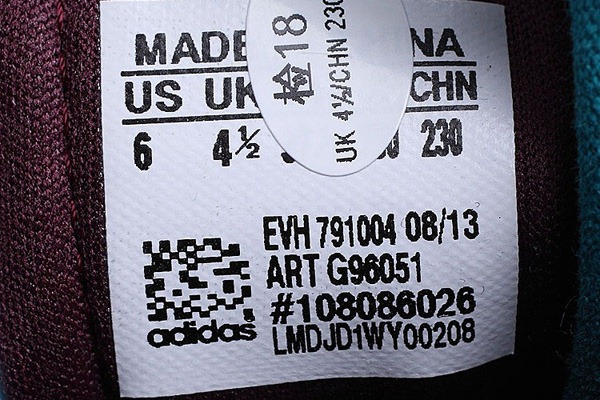 检18
UK 4½/CHN 230
MADE NA
US UK CHN
6 4½ 230
EVH 791004 08/13
ART G96051
#108086026
adidas LMDJD1WY00208